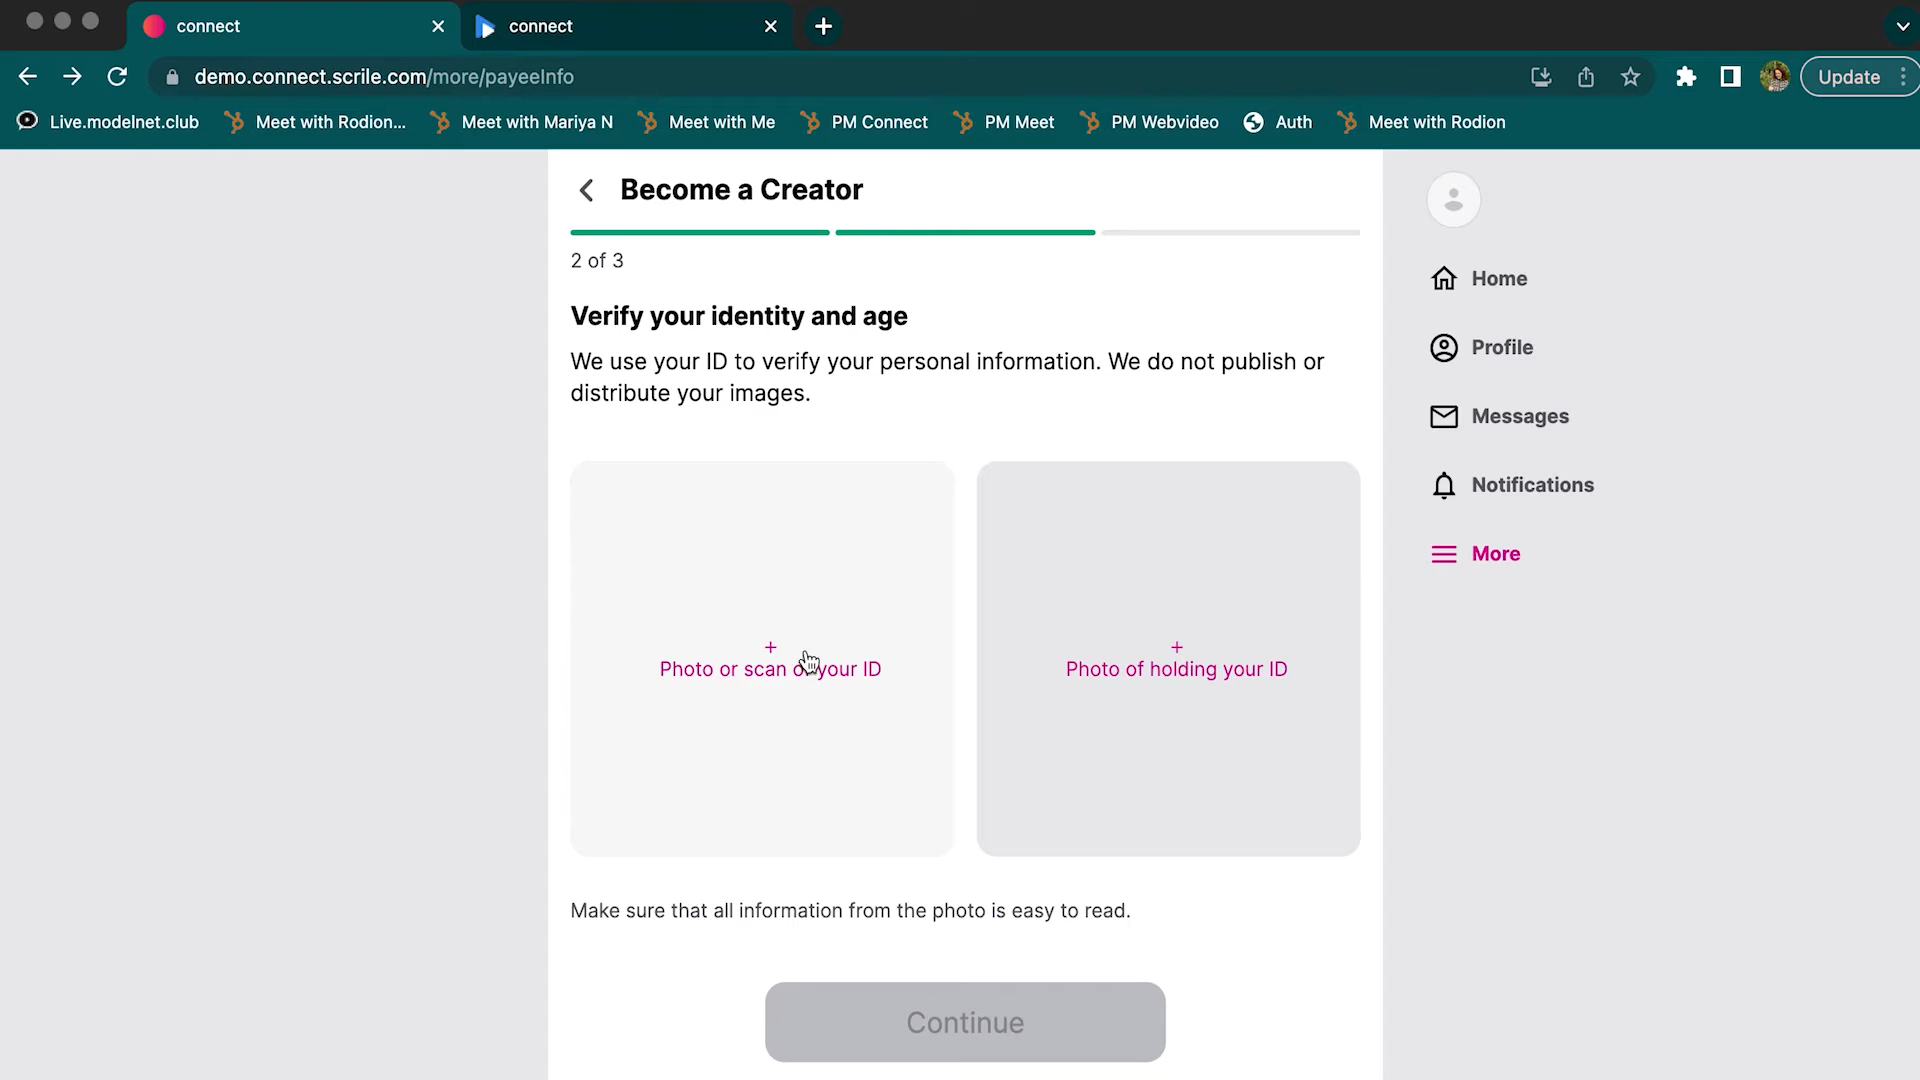 connect
connect
demo.connect.scrile.com/more/payeeInfo
Update
Live.modelnet.club
Meet with Rodion...
Meet with Mariya N
Meet with Me
PM Connect
PM Meet
PM Webvideo
Auth
Meet with Rodion
Become a Creator
2 of 3
Verify your identity and age
We use your ID to verify your personal information. We do not publish or
distribute your images.
+
Photo or scan of your ID
+
Photo of holding your ID
Make sure that all information from the photo is easy to read.
Continue
Home
Profile
Messages
Notifications
More